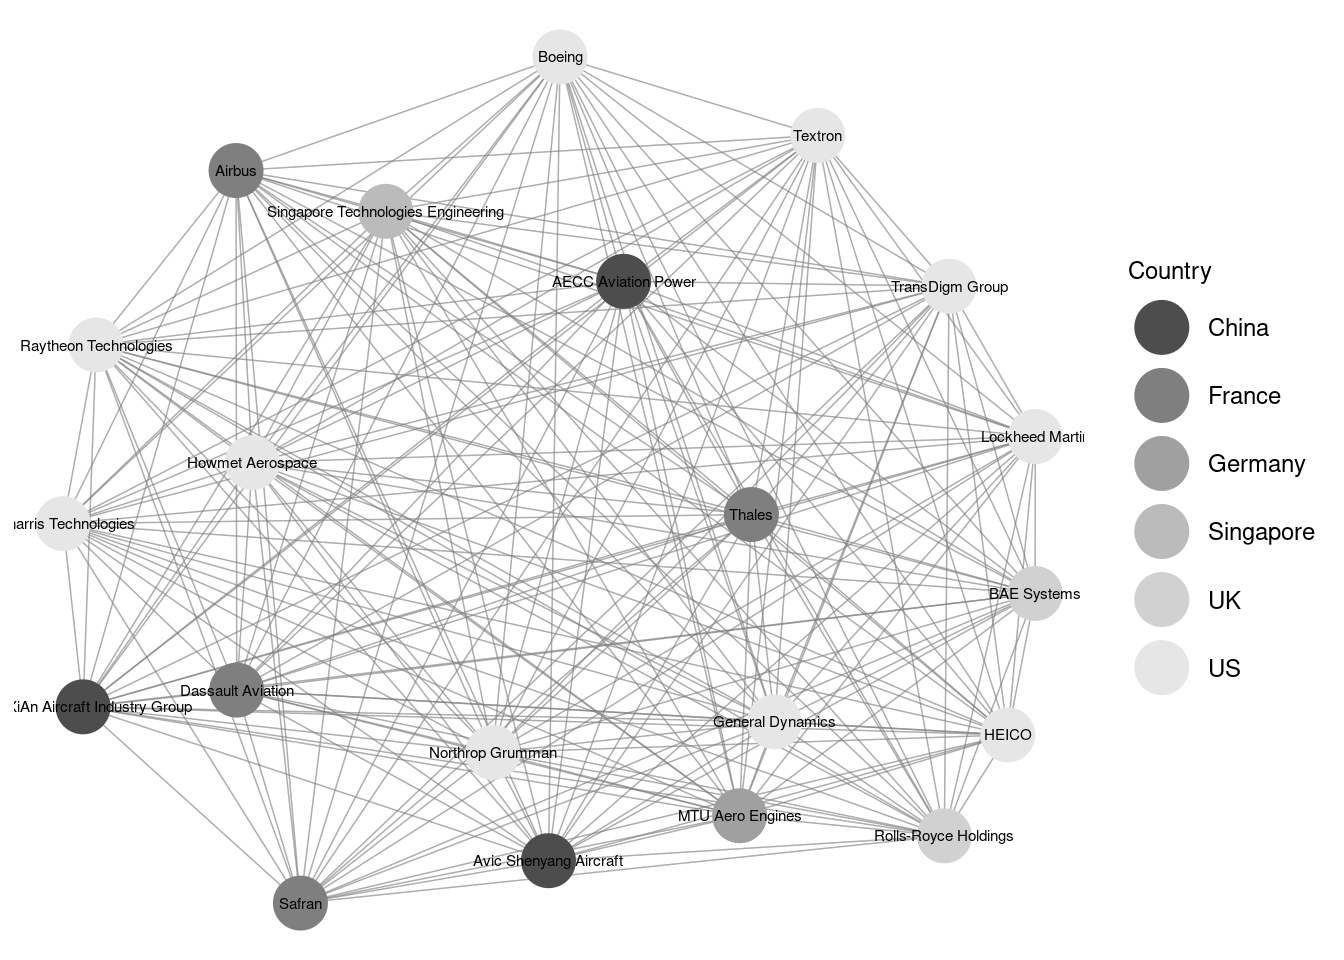 Boeing
Textron
Airbus
Singapore Technologies Engineering
AECC Aviation Power
TransDigm Group
Raytheon Technologies
Lockheed Martin
Howmet Aerospace
arris Technologies
Thales
BAE Systems
Dassault Aviation
XiAn Aircraft Industry Group
General Dynamics
HEICO
Northrop Grumman
MTU Aero Engines
Rolls-Royce Holdings
Avic Shenyang Aircraft
Safran
Country
China
France
Germany
Singapore
UK
US